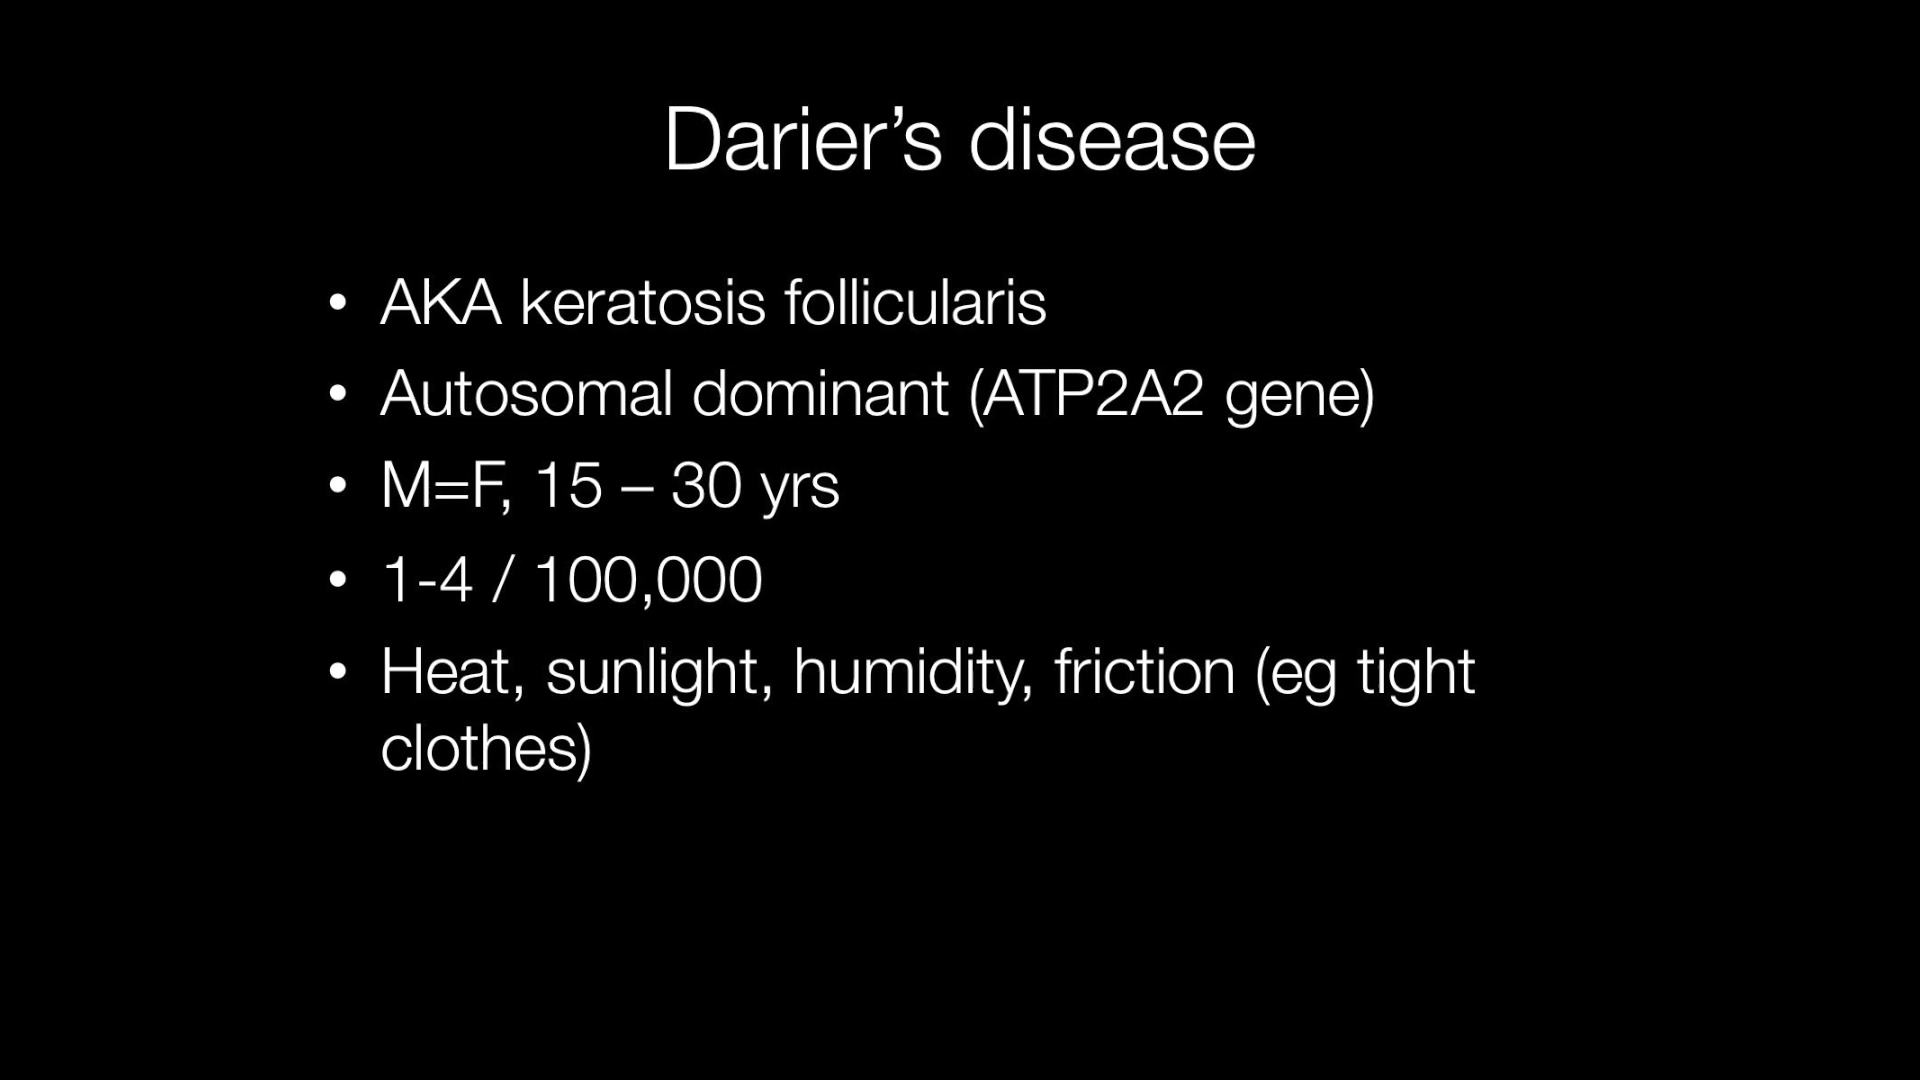 Darier’s disease
• AKA keratosis follicularis
• Autosomal dominant (ATP2A2 gene)
• M=F, 15 – 30 yrs
• 1-4 / 100,000
• Heat, sunlight, humidity, friction (eg tight
clothes)